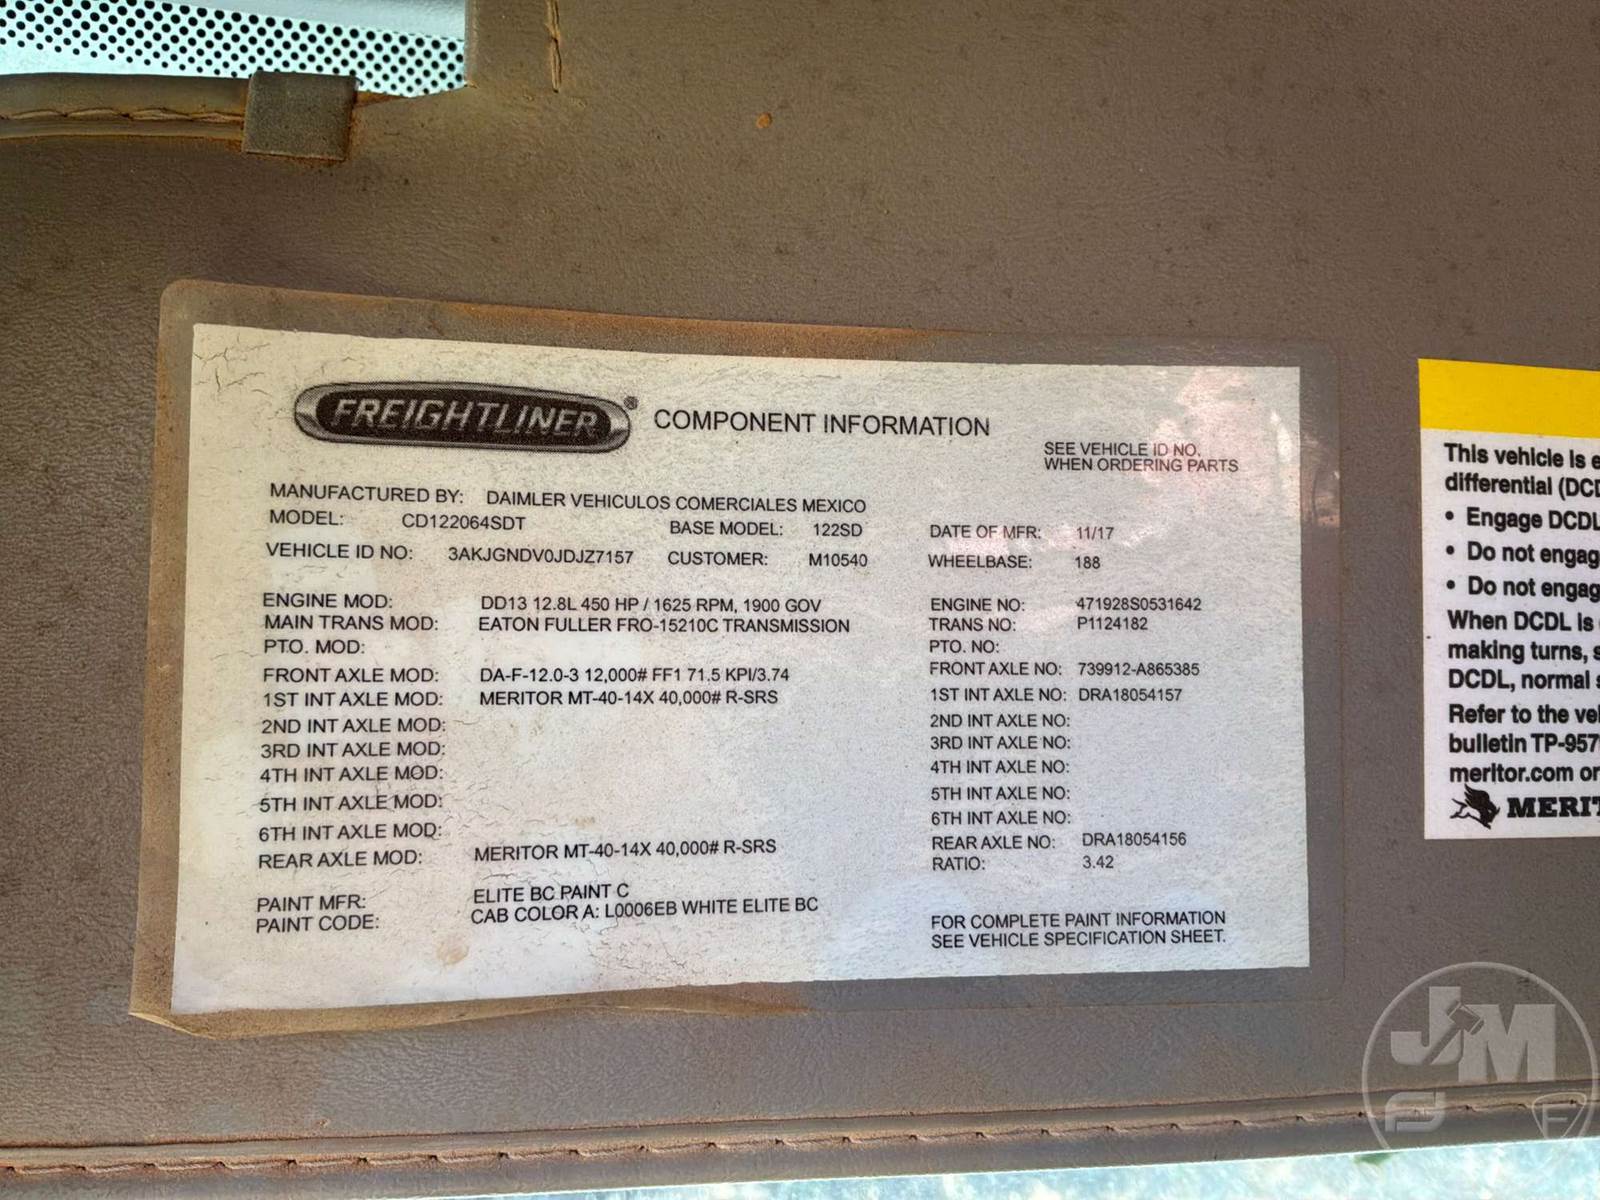 FREIGHTLINER® COMPONENT INFORMATION
SEE VEHICLE ID NO.
WHEN ORDERING PARTS
MANUFACTURED BY: DAIMLER VEHICULOS COMERCIALES MEXICO
MODEL: CD122064SDT BASE MODEL: 122SD DATE OF MFR: 11/17
VEHICLE ID NO: 3AKJGNDV0JDJZ7157 CUSTOMER: M10540 WHEELBASE: 188
ENGINE MOD: DD13 12.8L 450 HP / 1625 RPM, 1900 GOV ENGINE NO: 471928S0531642
MAIN TRANS MOD: EATON FULLER FRO-15210C TRANSMISSION TRANS NO: P1124182
PTO. MOD: PTO. NO:
FRONT AXLE MOD: DA-F-12.0-3 12,000# FF1 71.5 KPI/3.74 FRONT AXLE NO: 739912-A865385
1ST INT AXLE MOD: MERITOR MT-40-14X 40,000# R-SRS 1ST INT AXLE NO: DRA18054157
2ND INT AXLE MOD: 2ND INT AXLE NO:
3RD INT AXLE MOD: 3RD INT AXLE NO:
4TH INT AXLE MOD: 4TH INT AXLE NO:
5TH INT AXLE MOD: 5TH INT AXLE NO:
6TH INT AXLE MOD: 6TH INT AXLE NO:
REAR AXLE MOD: MERITOR MT-40-14X 40,000# R-SRS REAR AXLE NO: DRA18054156
RATIO: 3.42
PAINT MFR: ELITE BC PAINT C
PAINT CODE: CAB COLOR A: L0006EB WHITE ELITE BC
FOR COMPLETE PAINT INFORMATION
SEE VEHICLE SPECIFICATION SHEET.
This vehicle is
differential (DCD
• Engage DCDL
• Do not engag
• Do not engag
When DCDL is
making turns,
DCDL, normal
Refer to the
bulletin TP-957
meritor.com or
MERIT
JM
F